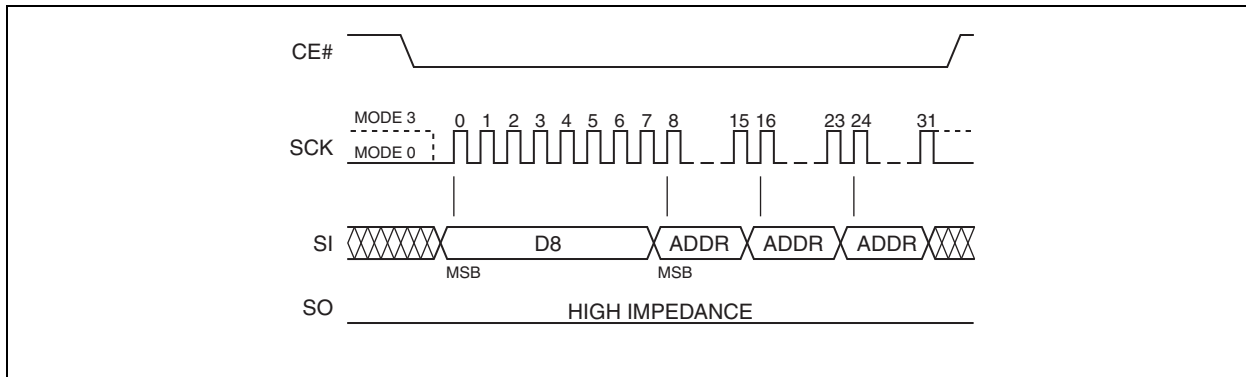 CE#
MODE 3
0 1 2 3 4 5 6 7 8 15 16 23 24 31
SCK
MODE 0
SI
D8 ADDR ADDR ADDR
MSB MSB
SO
HIGH IMPEDANCE